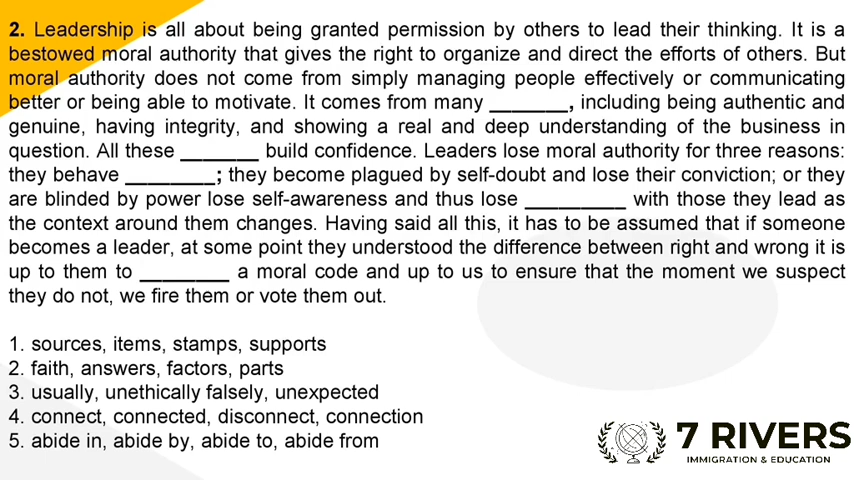 2. Leadership is all about being granted permission by others to lead their thinking. It is a
bestowed moral authority that gives the right to organize and direct the efforts of others. But
moral authority does not come from simply managing people effectively or communicating
better or being able to motivate. It comes from many _______, including being authentic and
genuine, having integrity, and showing a real and deep understanding of the business in
question. All these _______ build confidence. Leaders lose moral authority for three reasons:
they behave ________; they become plagued by self-doubt and lose their conviction; or they
are blinded by power lose self-awareness and thus lose _________ with those they lead as
the context around them changes. Having said all this, it has to be assumed that if someone
becomes a leader, at some point they understood the difference between right and wrong it is
up to them to ________ a moral code and up to us to ensure that the moment we suspect
they do not, we fire them or vote them out.
1. sources, items, stamps, supports
2. faith, answers, factors, parts
3. usually, unethically falsely, unexpected
4. connect, connected, disconnect, connection
5. abide in, abide by, abide to, abide from
7 RIVERS
IMMIGRATION & EDUCATION